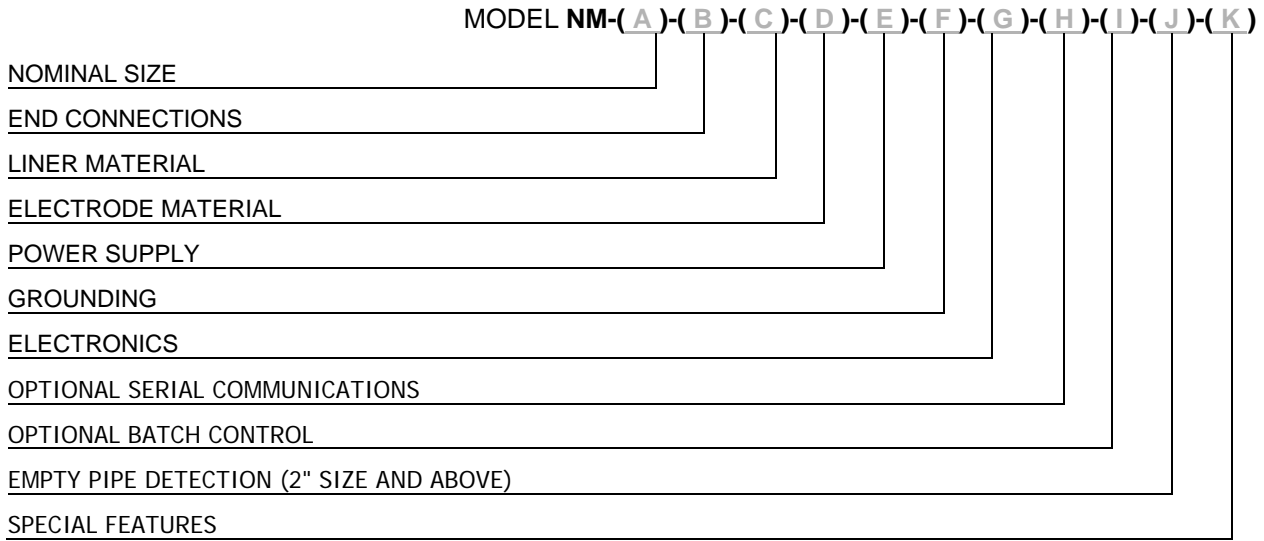 MODEL NM-( A )-( B )-( C )-( D )-( E )-( F )-( G )-( H )-( I )-( J )-( K )
NOMINAL SIZE
END CONNECTIONS
LINER MATERIAL
ELECTRODE MATERIAL
POWER SUPPLY
GROUNDING
ELECTRONICS
OPTIONAL SERIAL COMMUNICATIONS
OPTIONAL BATCH CONTROL
EMPTY PIPE DETECTION (2" SIZE AND ABOVE)
SPECIAL FEATURES